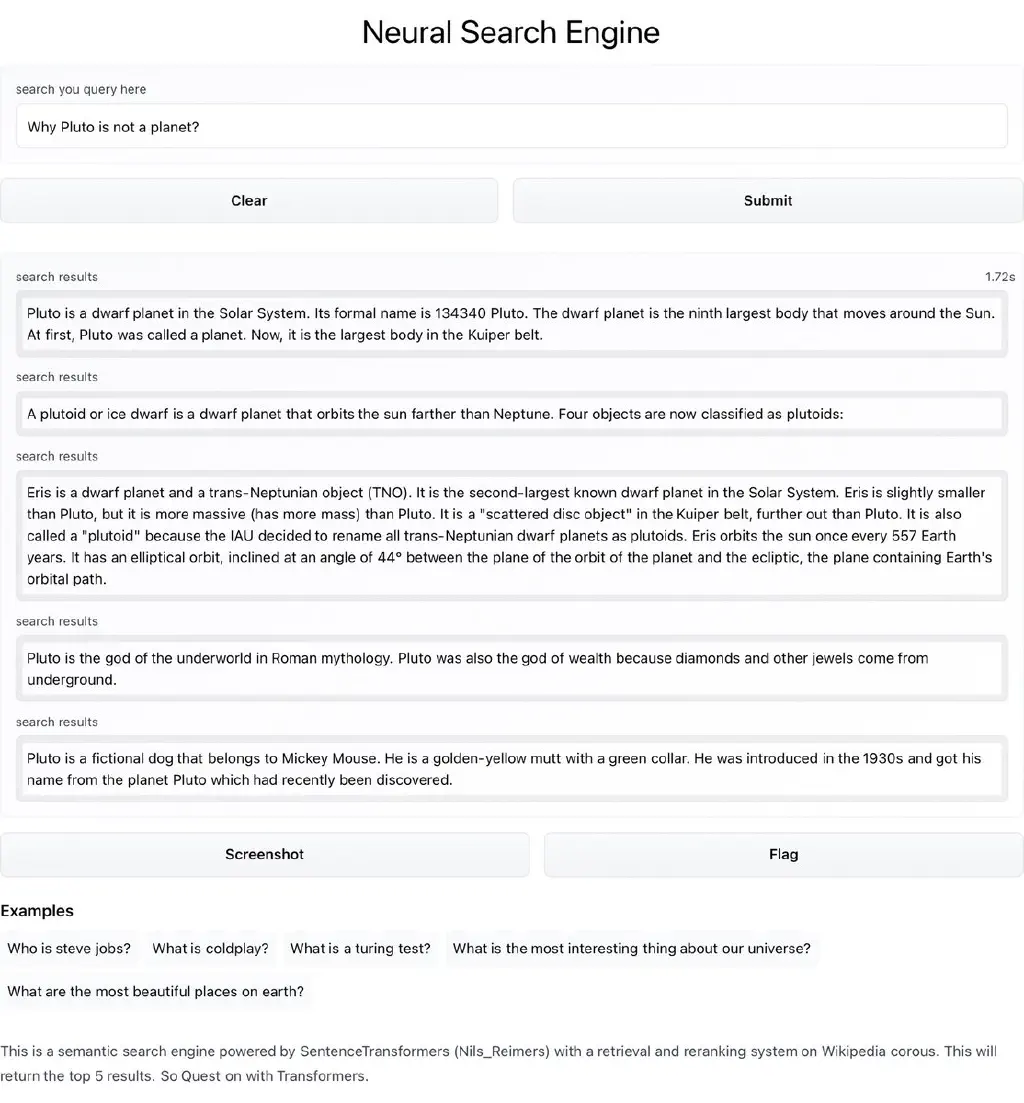 Neural Search Engine
search you query here
Why Pluto is not a planet?
Clear
Submit
search results
1.72s
Pluto is a dwarf planet in the Solar System. Its formal name is 134340 Pluto. The dwarf planet is the ninth largest body that moves around the Sun.
At first, Pluto was called a planet. Now, it is the largest body in the Kuiper belt.
search results
A plutoid or ice dwarf is a dwarf planet that orbits the sun farther than Neptune. Four objects are now classified as plutoids:
search results
Eris is a dwarf planet and a trans-Neptunian object (TNO). It is the second-largest known dwarf planet in the Solar System. Eris is slightly smaller
than Pluto, but it is more massive (has more mass) than Pluto. It is a "scattered disc object" in the Kuiper belt, further out than Pluto. It is also
called a "plutoid" because the IAU decided to rename all trans-Neptunian dwarf planets as plutoids. Eris orbits the sun once every 557 Earth
years. It has an elliptical orbit, inclined at an angle of 44° between the plane of the orbit of the planet and the ecliptic, the plane containing Earth's
orbital path.
search results
Pluto is the god of the underworld in Roman mythology. Pluto was also the god of wealth because diamonds and other jewels come from
underground.
search results
Pluto is a fictional dog that belongs to Mickey Mouse. He is a golden-yellow mutt with a green collar. He was introduced in the 1930s and got his
name from the planet Pluto which had recently been discovered.
Screenshot
Flag
Examples
Who is steve jobs?
What is coldplay?
What is a turing test?
What is the most interesting thing about our universe?
What are the most beautiful places on earth?
This is a semantic search engine powered by SentenceTransformers (Nils_Reimers) with a retrieval and reranking system on Wikipedia corous. This will
return the top 5 results. So Quest on with Transformers.